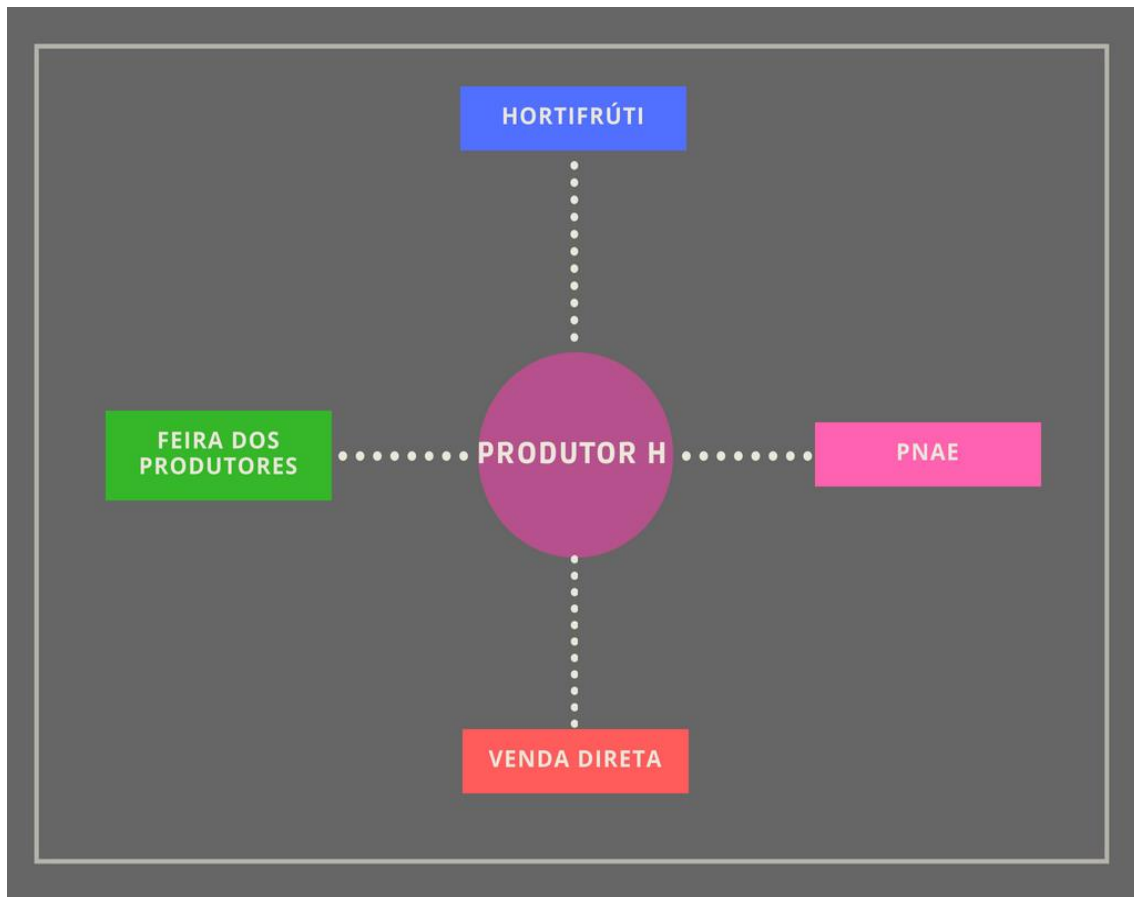 HORTIFRÚTI
FEIRA DOS
PRODUTORES
PRODUTOR H
PNAE
VENDA DIRETA